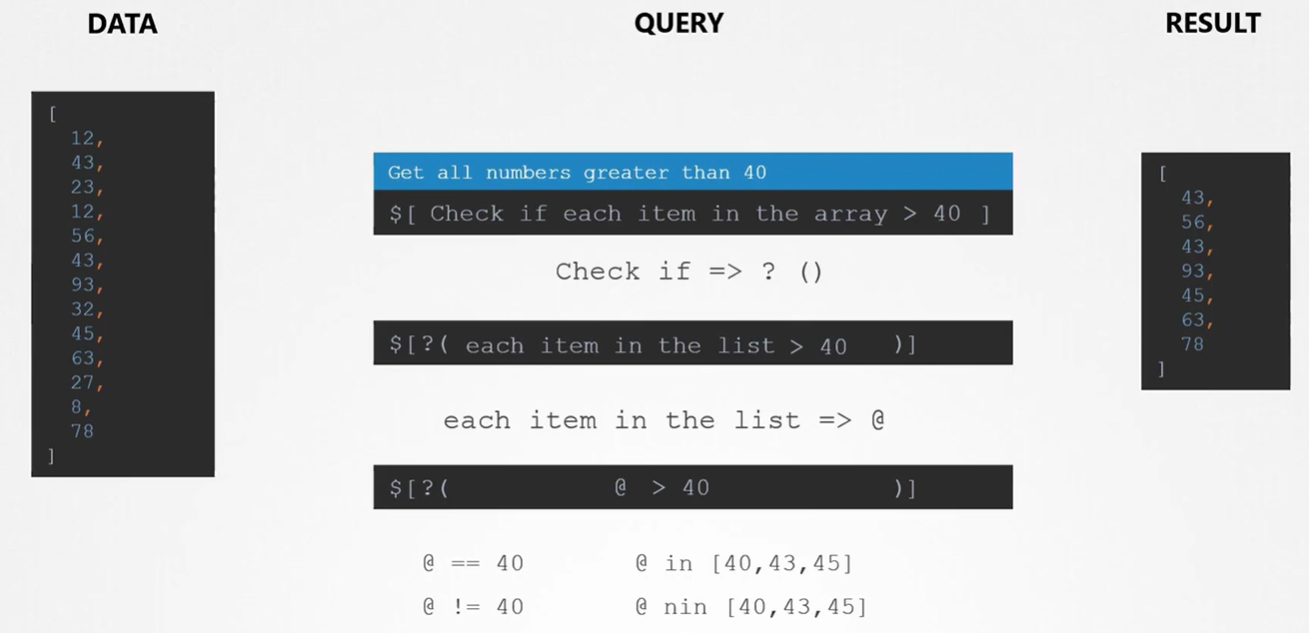 DATA
QUERY
RESULT
[
12,
43,
23,
12,
56,
43,
93,
32,
45,
63,
27,
8,
78
]
Get all numbers greater than 40
$[ Check if each item in the array > 40 ]
Check if => ? ()
$[?( each item in the list > 40 )]
each item in the list => @
$[?( @ > 40 )]
@ == 40
@ in [40,43,45]
@ != 40
@ nin [40,43,45]
[
43,
56,
43,
93,
45,
63,
78
]